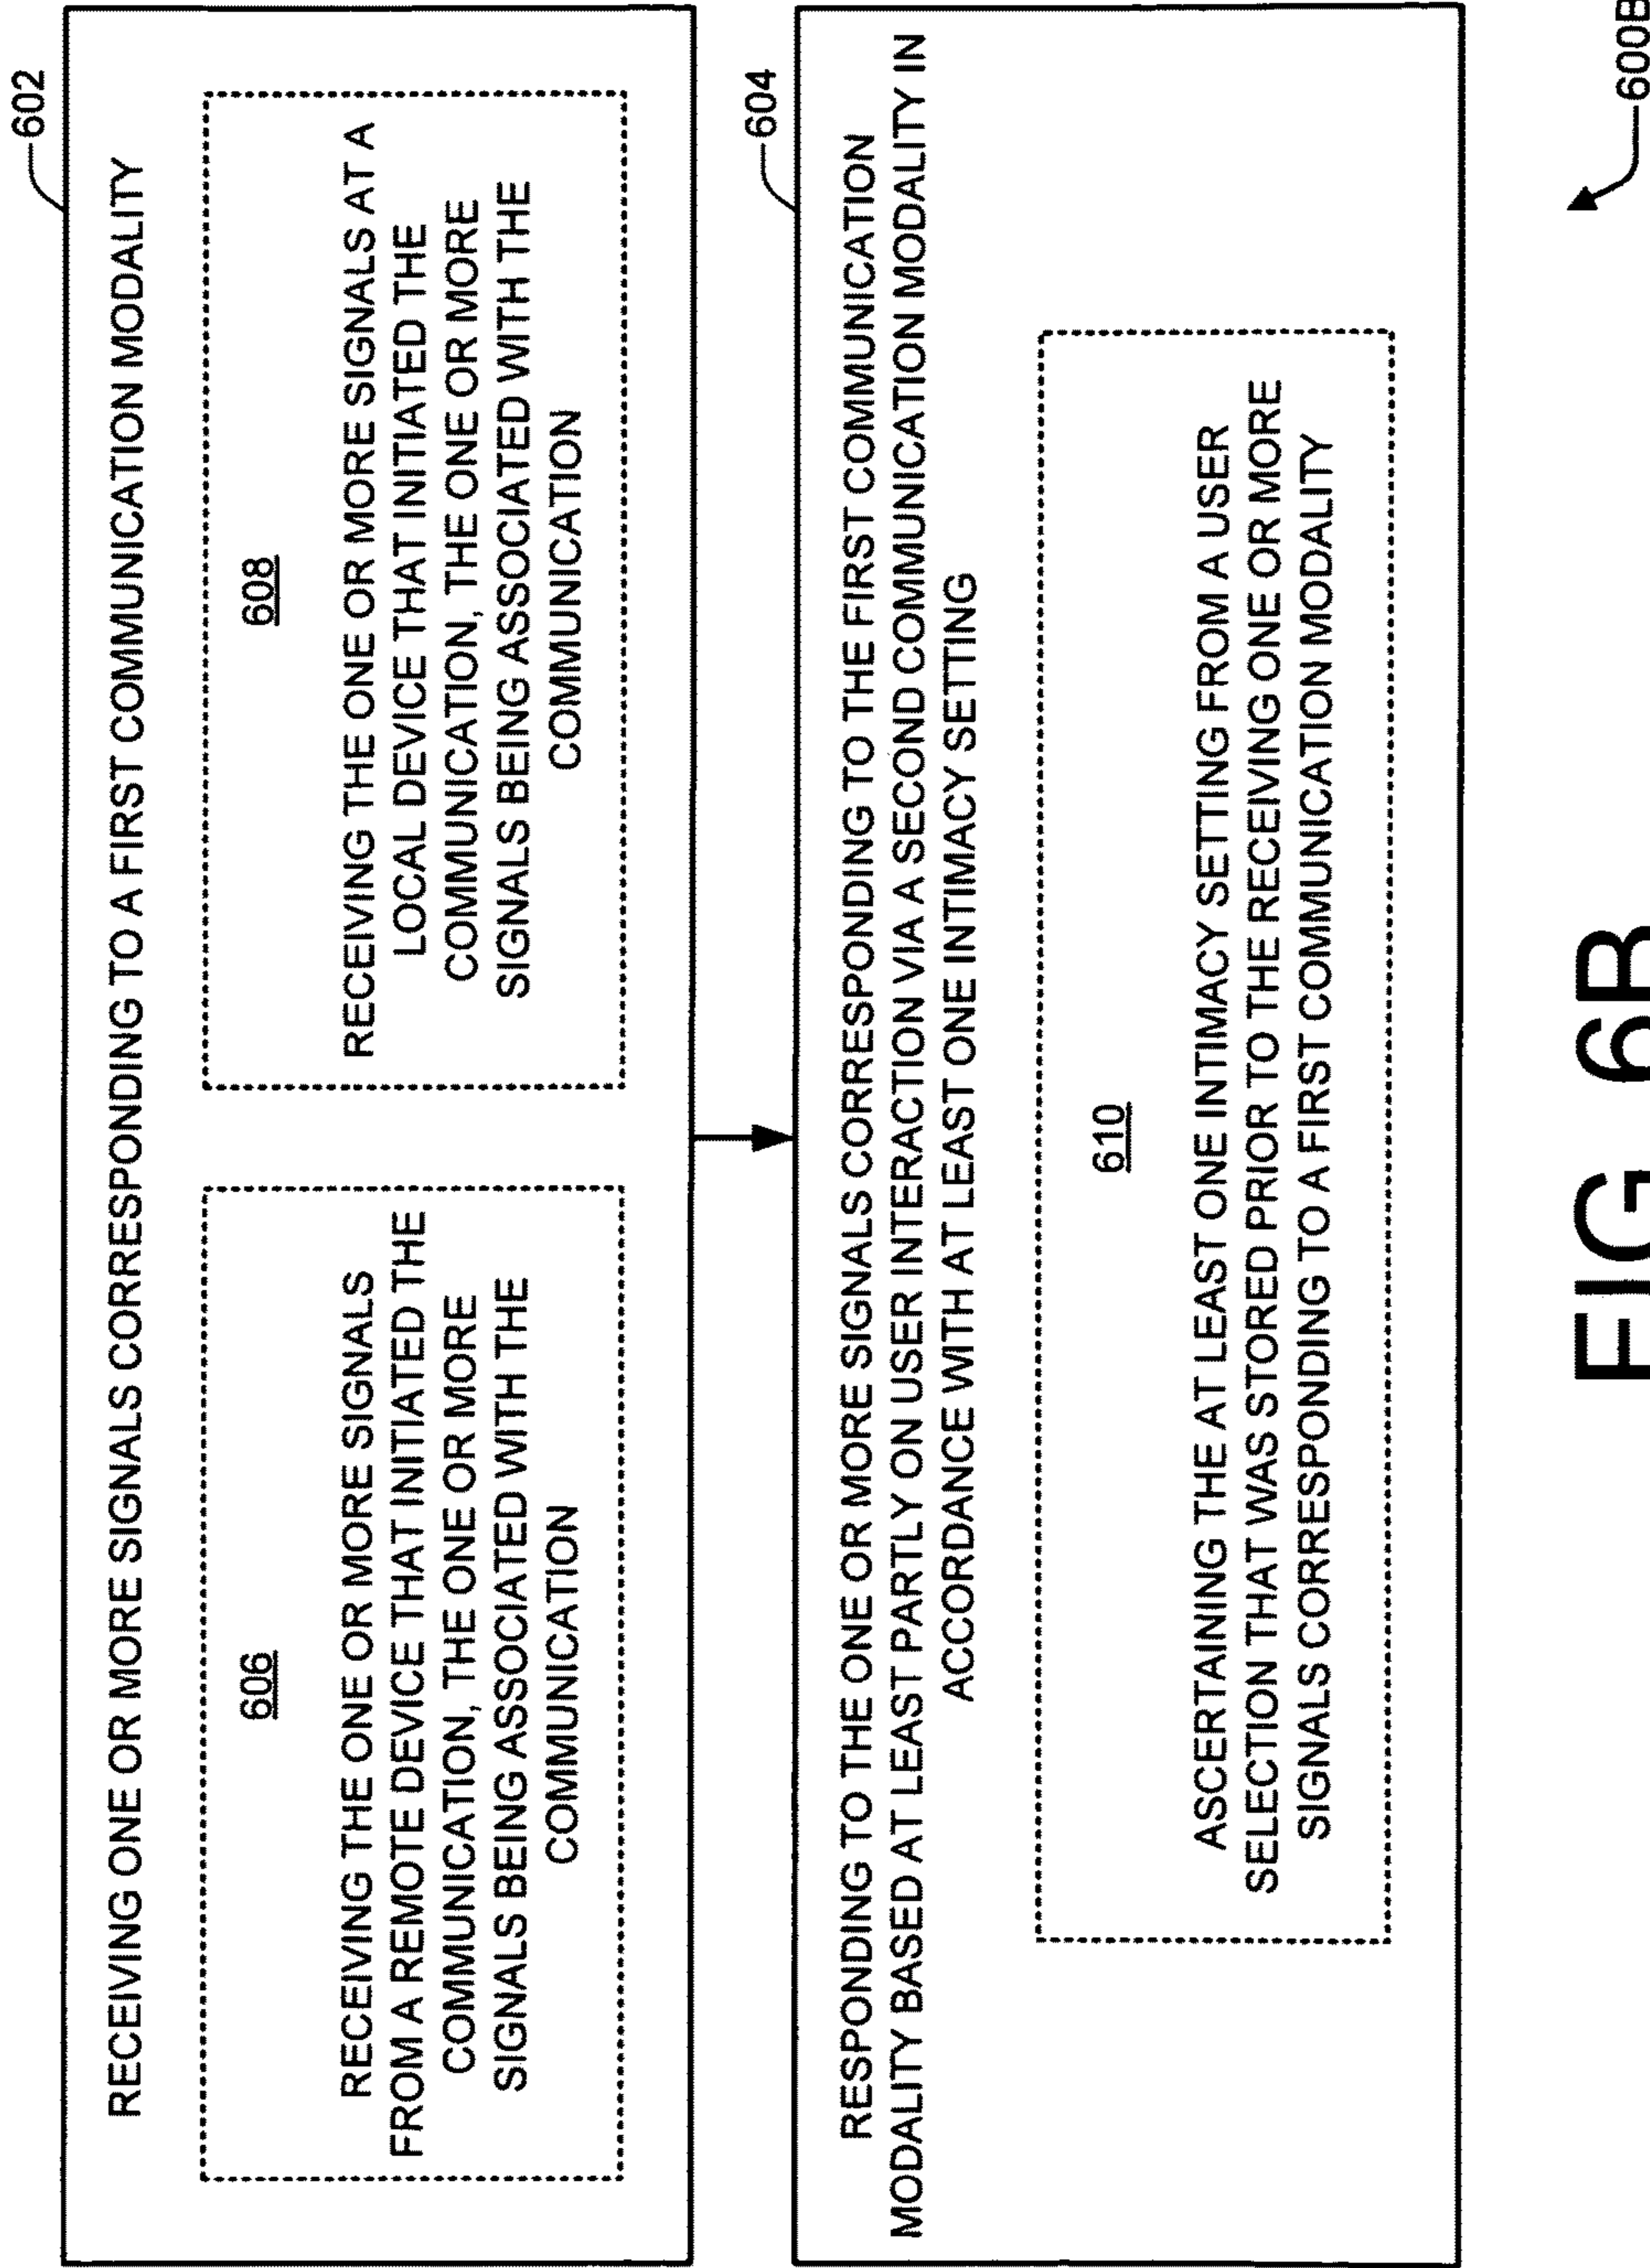 602
RECEIVING ONE OR MORE SIGNALS CORRESPONDING TO A FIRST COMMUNICATION MODALITY
606
RECEIVING THE ONE OR MORE SIGNALS
FROM A REMOTE DEVICE THAT INITIATED THE
COMMUNICATION, THE ONE OR MORE
SIGNALS BEING ASSOCIATED WITH THE
COMMUNICATION
608
RECEIVING THE ONE OR MORE SIGNALS AT A
LOCAL DEVICE THAT INITIATED THE
COMMUNICATION, THE ONE OR MORE
SIGNALS BEING ASSOCIATED WITH THE
COMMUNICATION
604
RESPONDING TO THE ONE OR MORE SIGNALS CORRESPONDING TO THE FIRST COMMUNICATION
MODALITY BASED AT LEAST PARTLY ON USER INTERACTION VIA A SECOND COMMUNICATION MODALITY IN
ACCORDANCE WITH AT LEAST ONE INTIMACY SETTING
610
ASCERTAINING THE AT LEAST ONE INTIMACY SETTING FROM A USER
SELECTION THAT WAS STORED PRIOR TO THE RECEIVING ONE OR MORE
SIGNALS CORRESPONDING TO A FIRST COMMUNICATION MODALITY
600B
FIG 6B